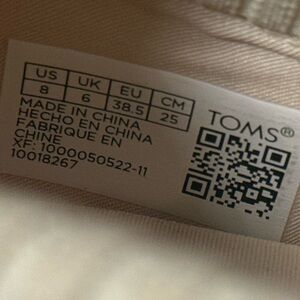 US UK EU CM
8 6 38.5 25
MADE IN CHINA
HECHO EN CHINA
FABRIQUE EN
CHINE
XF: 1000050522-11
10018267
TOMS®